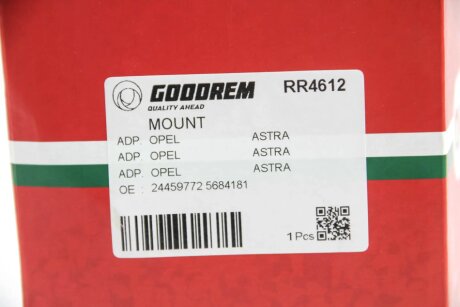 GOODREM RR4612
QUALITY AHEAD
MOUNT
ADP. OPEL ASTRA
ADP. OPEL ASTRA
ADP. OPEL ASTRA
OE : 24459772 5684181
1 Pcs